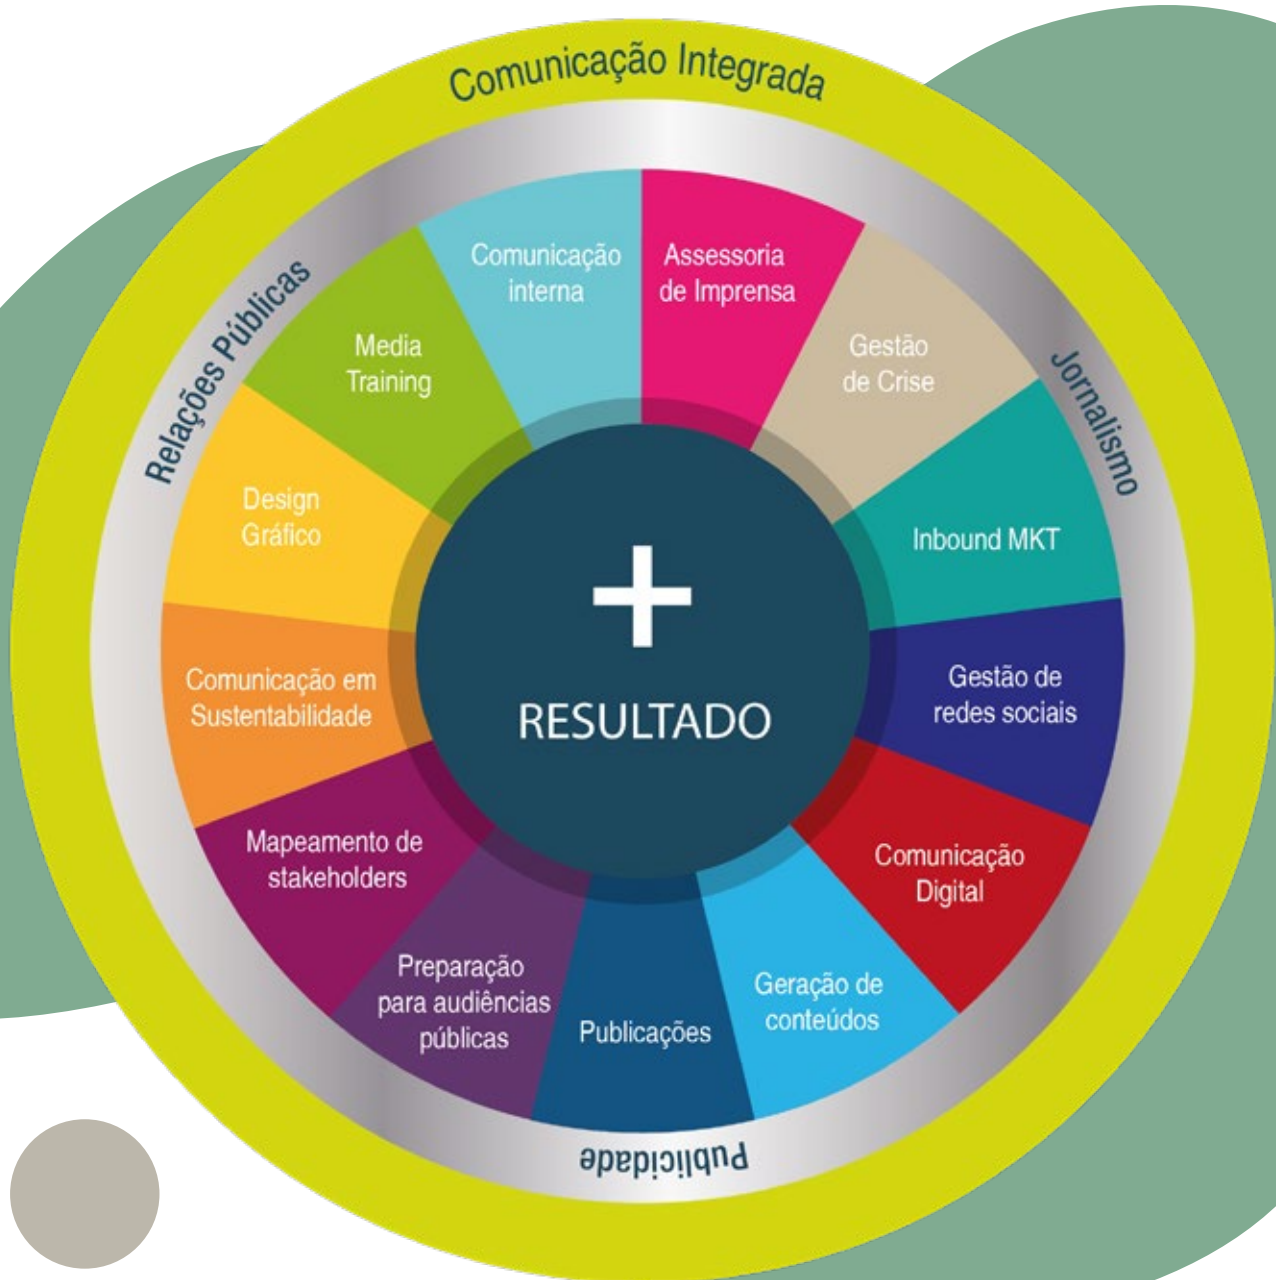 Comunicação Integrada
Relações Públicas
Jornalismo
Publicidade
Comunicação
interna
Assessoria
de Imprensa
Gestão
de Crise
Inbound MKT
Gestão de
redes sociais
Comunicação
Digital
Geração de
conteúdos
Publicações
Preparação
para audiências
públicas
Mapeamento de
stakeholders
Comunicação em
Sustentabilidade
Design
Gráfico
Media
Training
+
RESULTADO